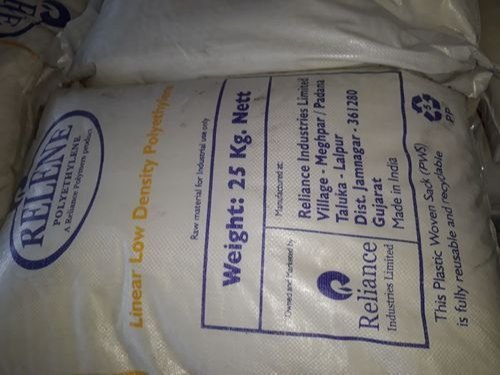 RELENE
POLYETHYLENE
A Reliance Polymers product
Linear Low Density Polyethylene
Raw material for Industrial use only
Weight: 25 Kg. Nett
Manufactured at
Reliance Industries Limited
Village - Meghpar / Padana
Taluka - Lalpur
Dist. Jamnagar - 361280
Gujarat
Made in India
Owned and Marketed by
Reliance
Industries Limited
PP
This Plastic Woven Sack (PWS)
is fully reusable and recyclable